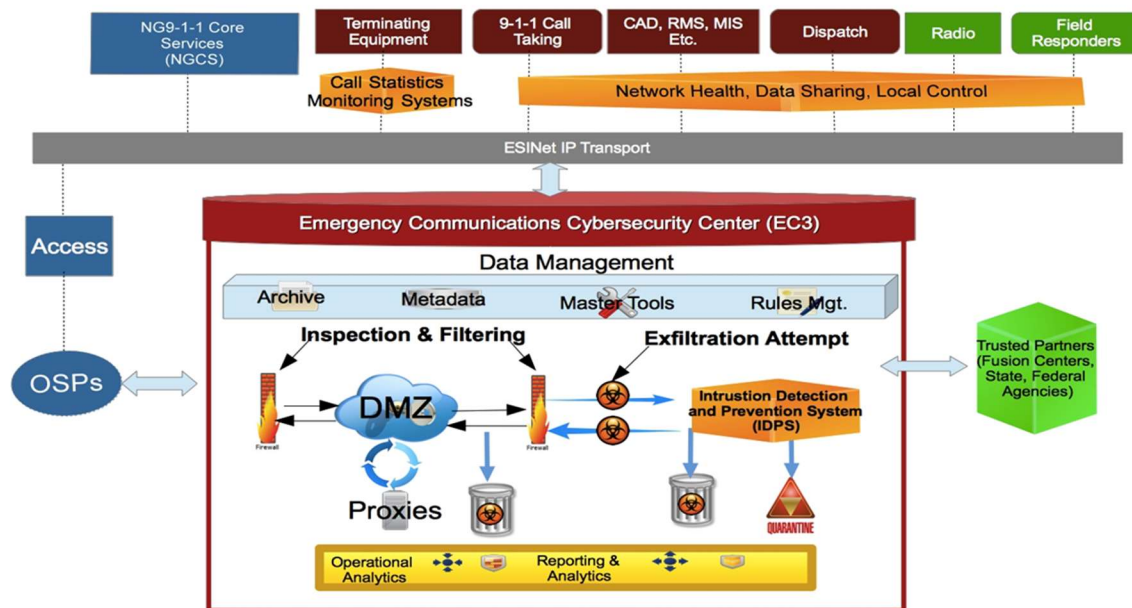 NG9-1-1 Core
Services
(NGCS)
Terminating
Equipment
9-1-1 Call
Taking
CAD, RMS, MIS
Etc.
Dispatch
Radio
Field
Responders
Call Statistics
Monitoring Systems
Network Health, Data Sharing, Local Control
ESINet IP Transport
Emergency Communications Cybersecurity Center (EC3)
Access
Data Management
Archive
Metadata
Master Tools
Rules Mgt.
Inspection & Filtering
Exfiltration Attempt
OSPs
DMZ
Firewall
Firewall
Intrustion Detection
and Prevention System
(IDPS)
Trusted
Partners
(Fusion Centers,
State, Federal
Agencies)
Proxies
QUARANTINE
Operational
Analytics
Reporting &
Analytics